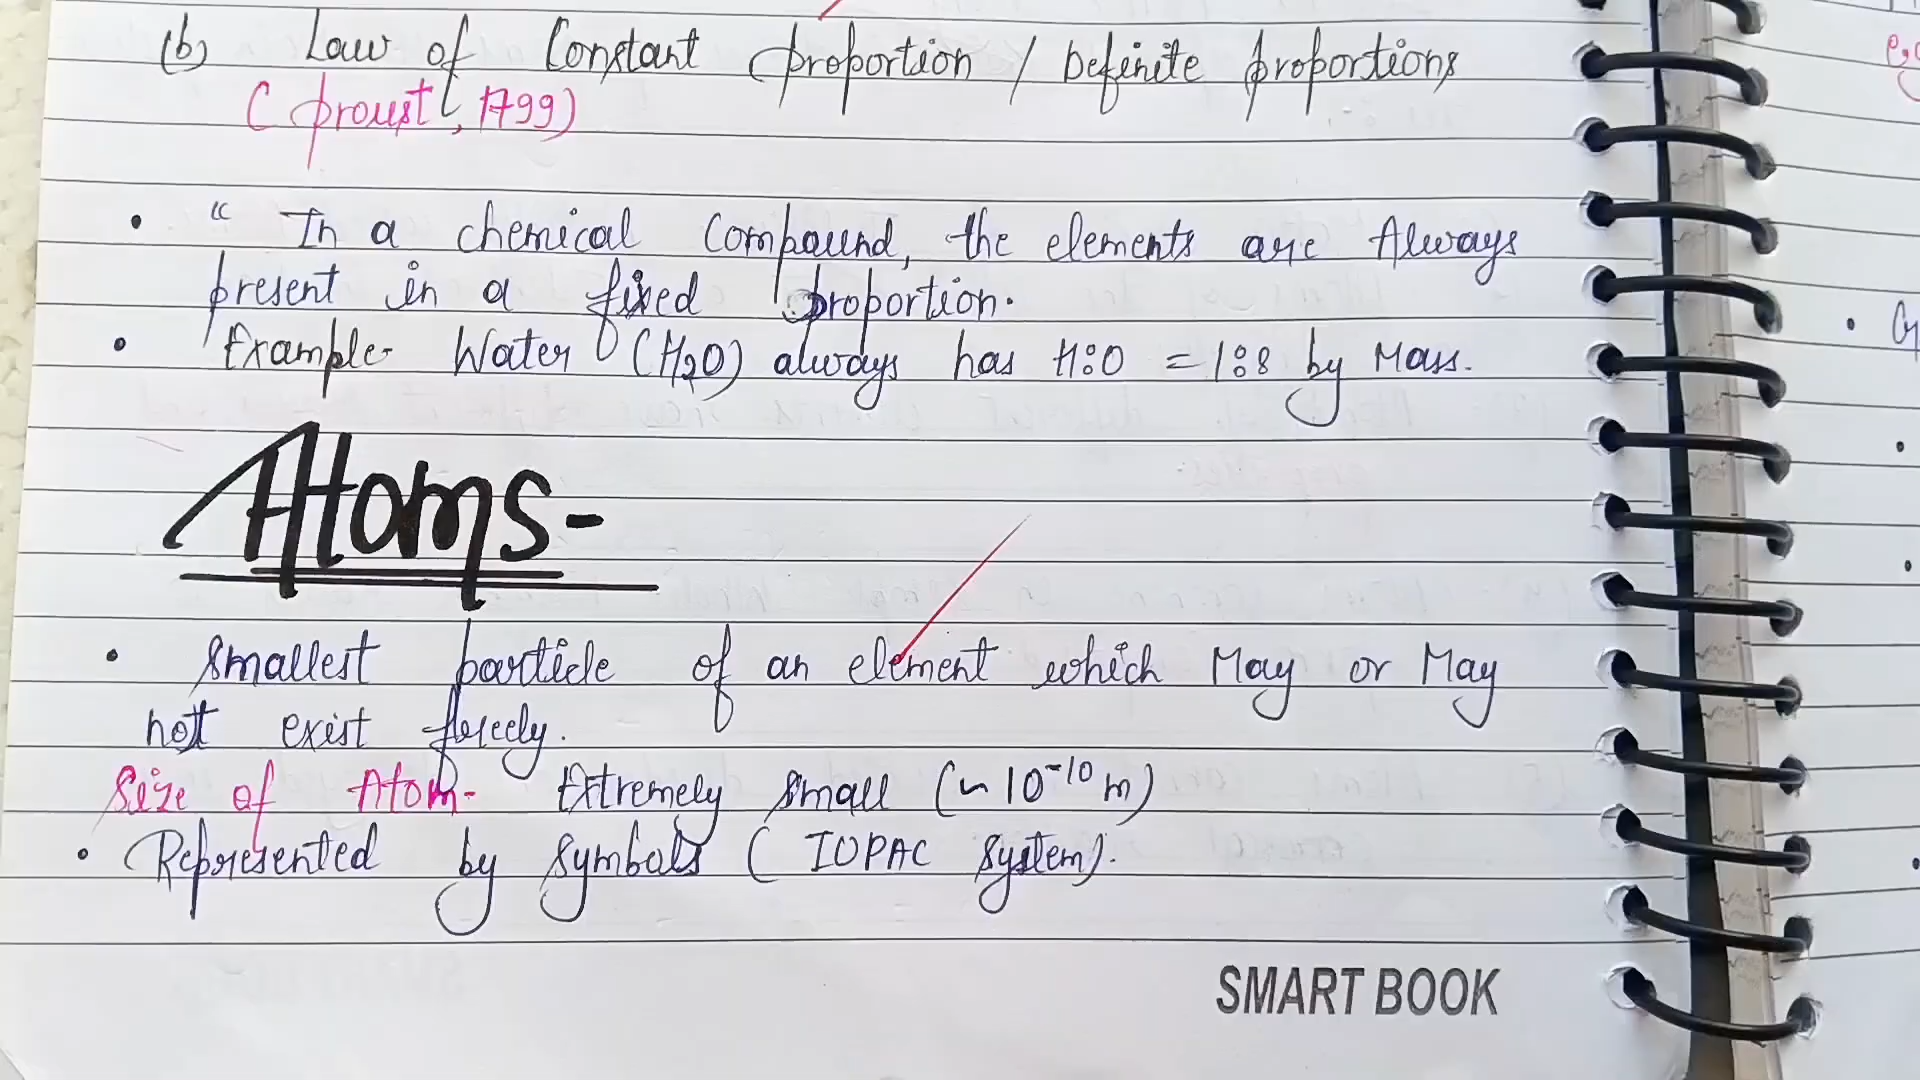 (b) Law of Constant proportion / Definite proportions
(proust, 1799)
• " In a chemical compound, the elements are Always
present in a fixed proportion.
• Example- Water (H2O) always has H:O = 1:8 by Mass.
Atoms-
• Smallest particle of an element which May or May
not exist freely.
Size of Atom- Extremely small (~ 10⁻¹⁰ m)
• Represented by Symbols ( IUPAC System).
SMART BOOK